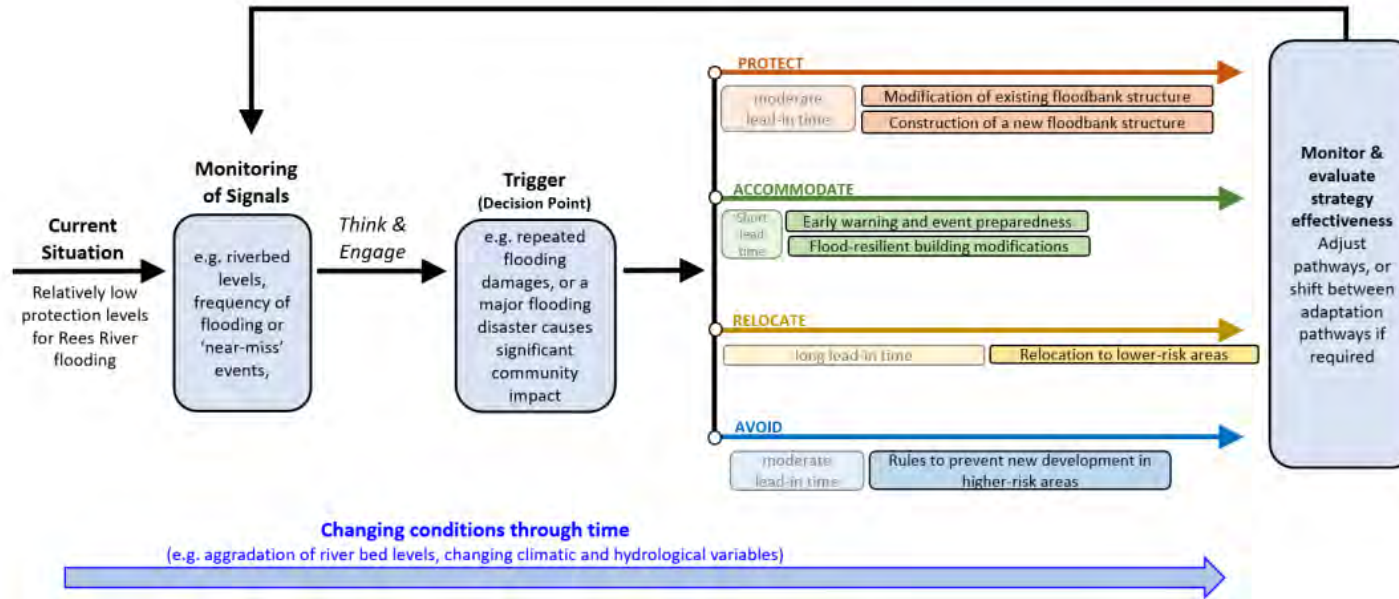 Current
Situation
Relatively low
protection levels
for Rees River
flooding
Monitoring
of Signals
e.g. riverbed
levels,
frequency of
flooding or
‘near-miss’
events,
Think &
Engage
Trigger
(Decision Point)
e.g. repeated
flooding
damages, or a
major flooding
disaster causes
significant
community
impact
PROTECT
moderate
lead-in time
Modification of existing floodbank structure
Construction of a new floodbank structure
ACCOMMODATE
Short
lead
time
Early warning and event preparedness
Flood-resilient building modifications
RELOCATE
long lead-in time
Relocation to lower-risk areas
AVOID
moderate
lead-in time
Rules to prevent new development in
higher-risk areas
Monitor &
evaluate
strategy
effectiveness
Adjust
pathways, or
shift between
adaptation
pathways if
required
Changing conditions through time
(e.g. aggradation of river bed levels, changing climatic and hydrological variables)